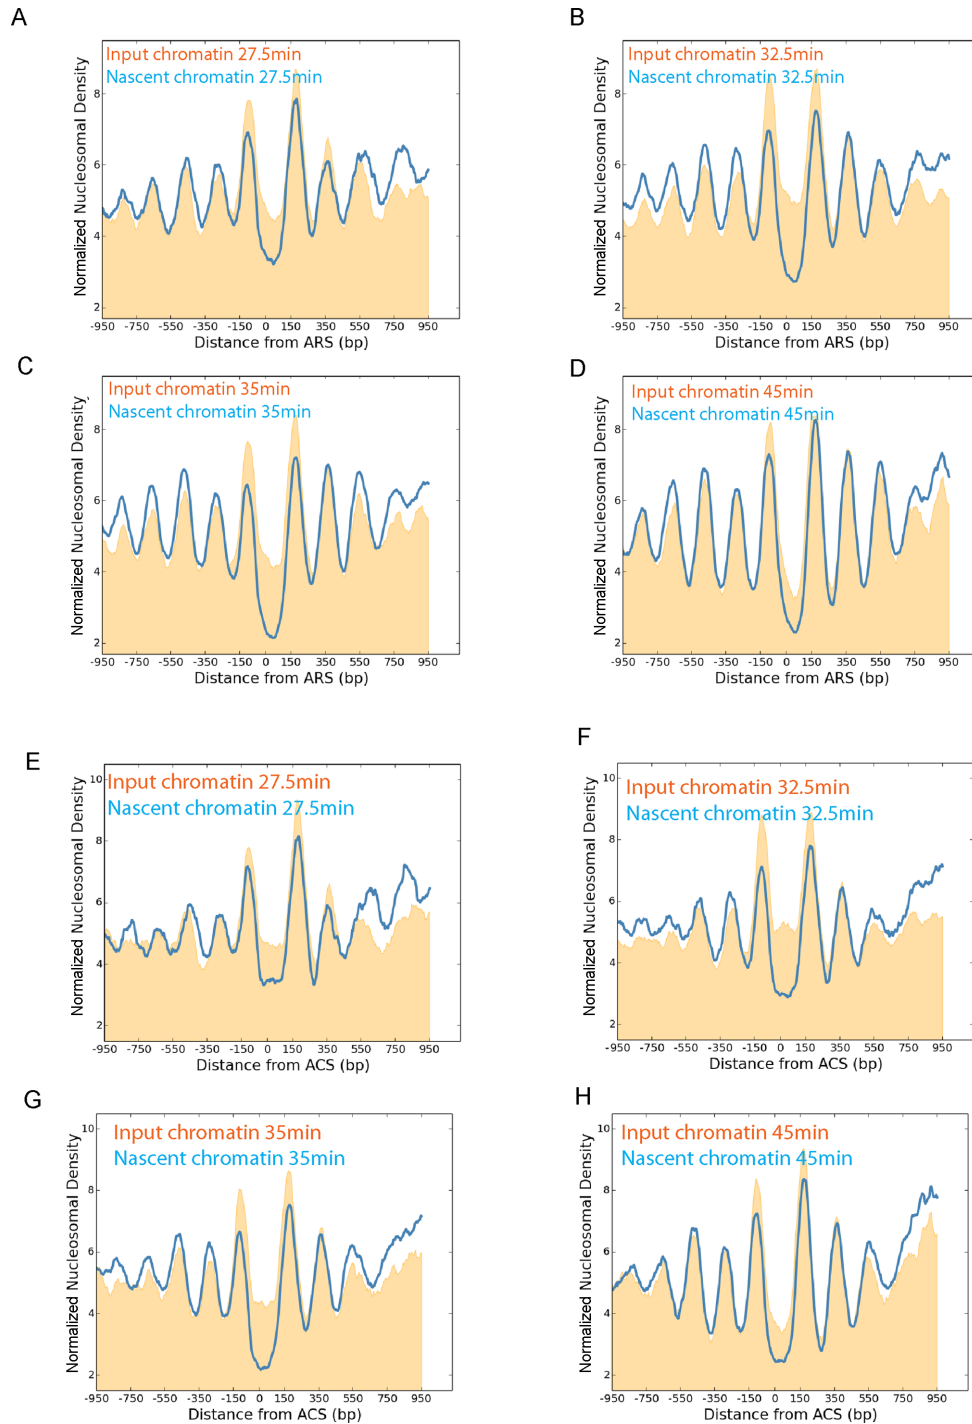 A
Input chromatin 27.5min
Nascent chromatin 27.5min
Normalized Nucleosomal Density
8
6
4
2
-950 -750 -550 -350 -150 0 150 350 550 750 950
Distance from ARS (bp)
B
Input chromatin 32.5min
Nascent chromatin 32.5min
Normalized Nucleosomal Density
8
6
4
2
-950 -750 -550 -350 -150 0 150 350 550 750 950
Distance from ARS (bp)
C
Input chromatin 35min
Nascent chromatin 35min
Normalized Nucleosomal Density
8
6
4
2
-950 -750 -550 -350 -150 0 150 350 550 750 950
Distance from ARS (bp)
D
Input chromatin 45min
Nascent chromatin 45min
Normalized Nucleosomal Density
8
6
4
2
-950 -750 -550 -350 -150 0 150 350 550 750 950
Distance from ARS (bp)
E
Input chromatin 27.5min
Nascent chromatin 27.5min
Normalized Nucleosomal Density
10
8
6
4
2
-950 -750 -550 -350 -150 0 150 350 550 750 950
Distance from ACS (bp)
F
Input chromatin 32.5min
Nascent chromatin 32.5min
Normalized Nucleosomal Density
10
8
6
4
2
-950 -750 -550 -350 -150 0 150 350 550 750 950
Distance from ACS (bp)
G
Input chromatin 35min
Nascent chromatin 35min
Normalized Nucleosomal Density
10
8
6
4
2
-950 -750 -550 -350 -150 0 150 350 550 750 950
Distance from ACS (bp)
H
Input chromatin 45min
Nascent chromatin 45min
Normalized Nucleosomal Density
10
8
6
4
2
-950 -750 -550 -350 -150 0 150 350 550 750 950
Distance from ACS (bp)